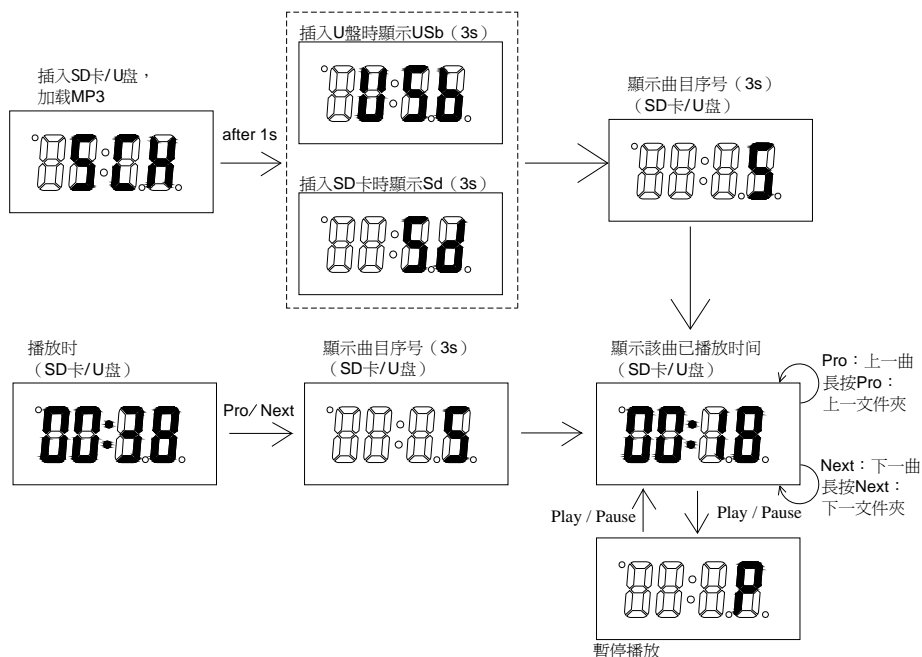 插入SD卡/U盘，
加载MP3
SCH
after 1s
插入U盤時顯示USb（3s）
USb
插入SD卡時顯示Sd（3s）
Sd
顯示曲目序号（3s）
（SD卡/U盘）
5
播放时
（SD卡/U盘）
00:38
Pro/ Next
顯示曲目序号（3s）
（SD卡/U盘）
5
顯示該曲已播放时间
（SD卡/U盘）
00:18
Pro：上一曲
長按Pro：
上一文件夾
Next：下一曲
長按Next：
下一文件夾
Play / Pause
Play / Pause
P
暫停播放